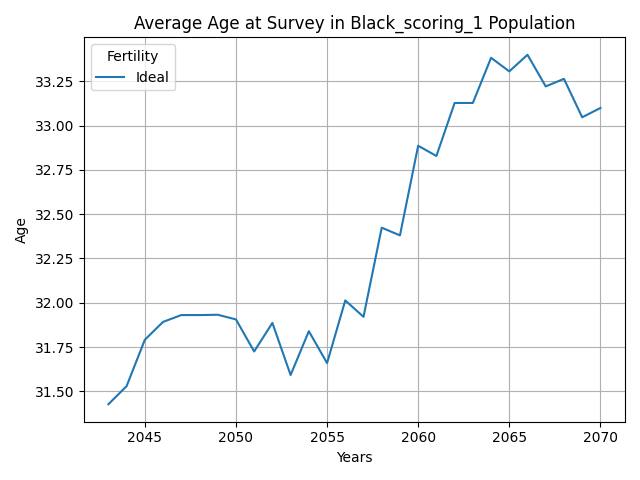 Average Age at Survey in Black_scoring_1 Population
Fertility
Ideal
33.25
33.00
32.75
32.50
32.25
32.00
31.75
31.50
Age
2045 2050 2055 2060 2065 2070
Years